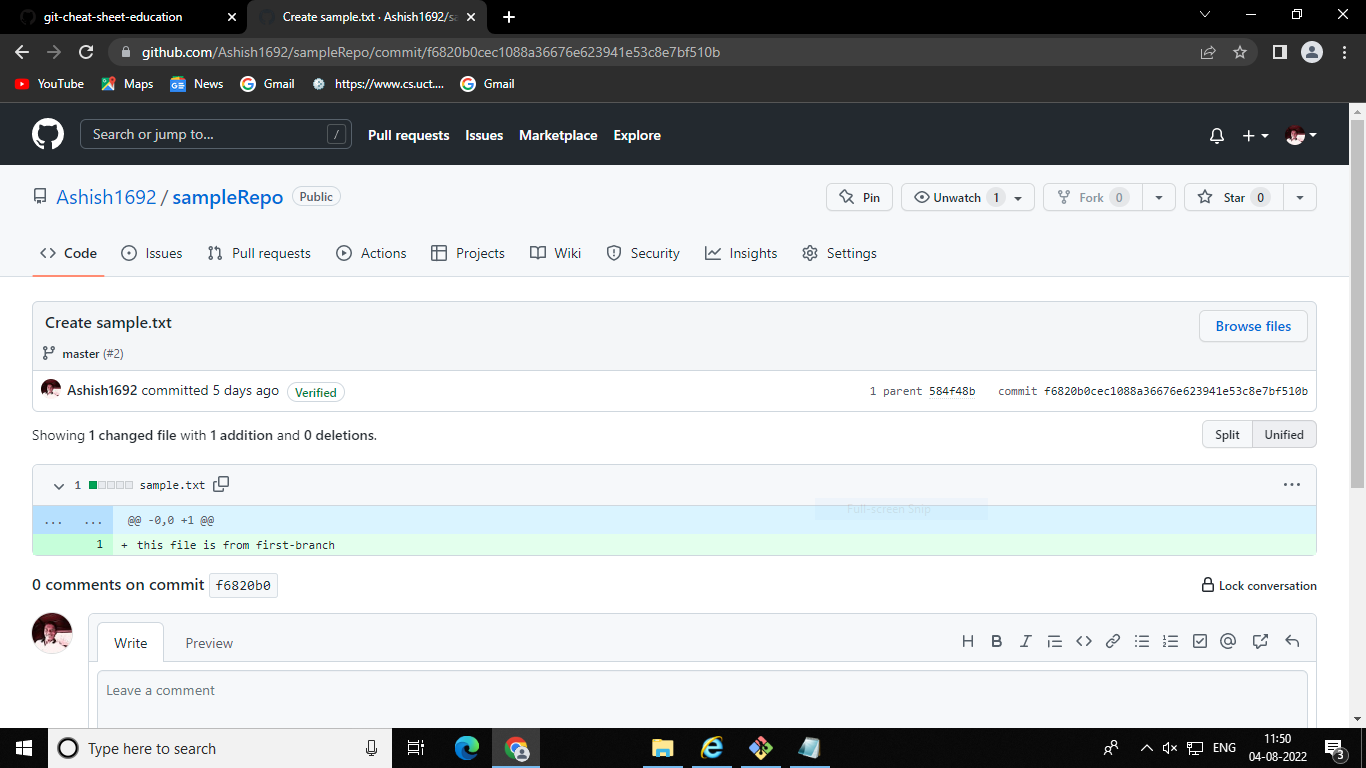 git-cheat-sheet-education
Create sample.txt · Ashish1692/sa
github.com/Ashish1692/sampleRepo/commit/f6820b0cec1088a36676e623941e53c8e7bf510b
YouTube Maps News Gmail https://www.cs.uct.... Gmail
Search or jump to... / Pull requests Issues Marketplace Explore
Ashish1692 / sampleRepo Public Pin Unwatch 1 Fork 0 Star 0
Code Issues Pull requests Actions Projects Wiki Security Insights Settings
Create sample.txt
Browse files
master (#2)
Ashish1692 committed 5 days ago Verified 1 parent 584f48b commit f6820b0cec1088a36676e623941e53c8e7bf510b
Showing 1 changed file with 1 addition and 0 deletions. Split Unified
1 sample.txt ...
... ... @@ -0,0 +1 @@
Full-screen Snip
1 + this file is from first-branch
0 comments on commit f6820b0 Lock conversation
Write Preview
Leave a comment
Type here to search ENG 11:50
04-08-2022 3